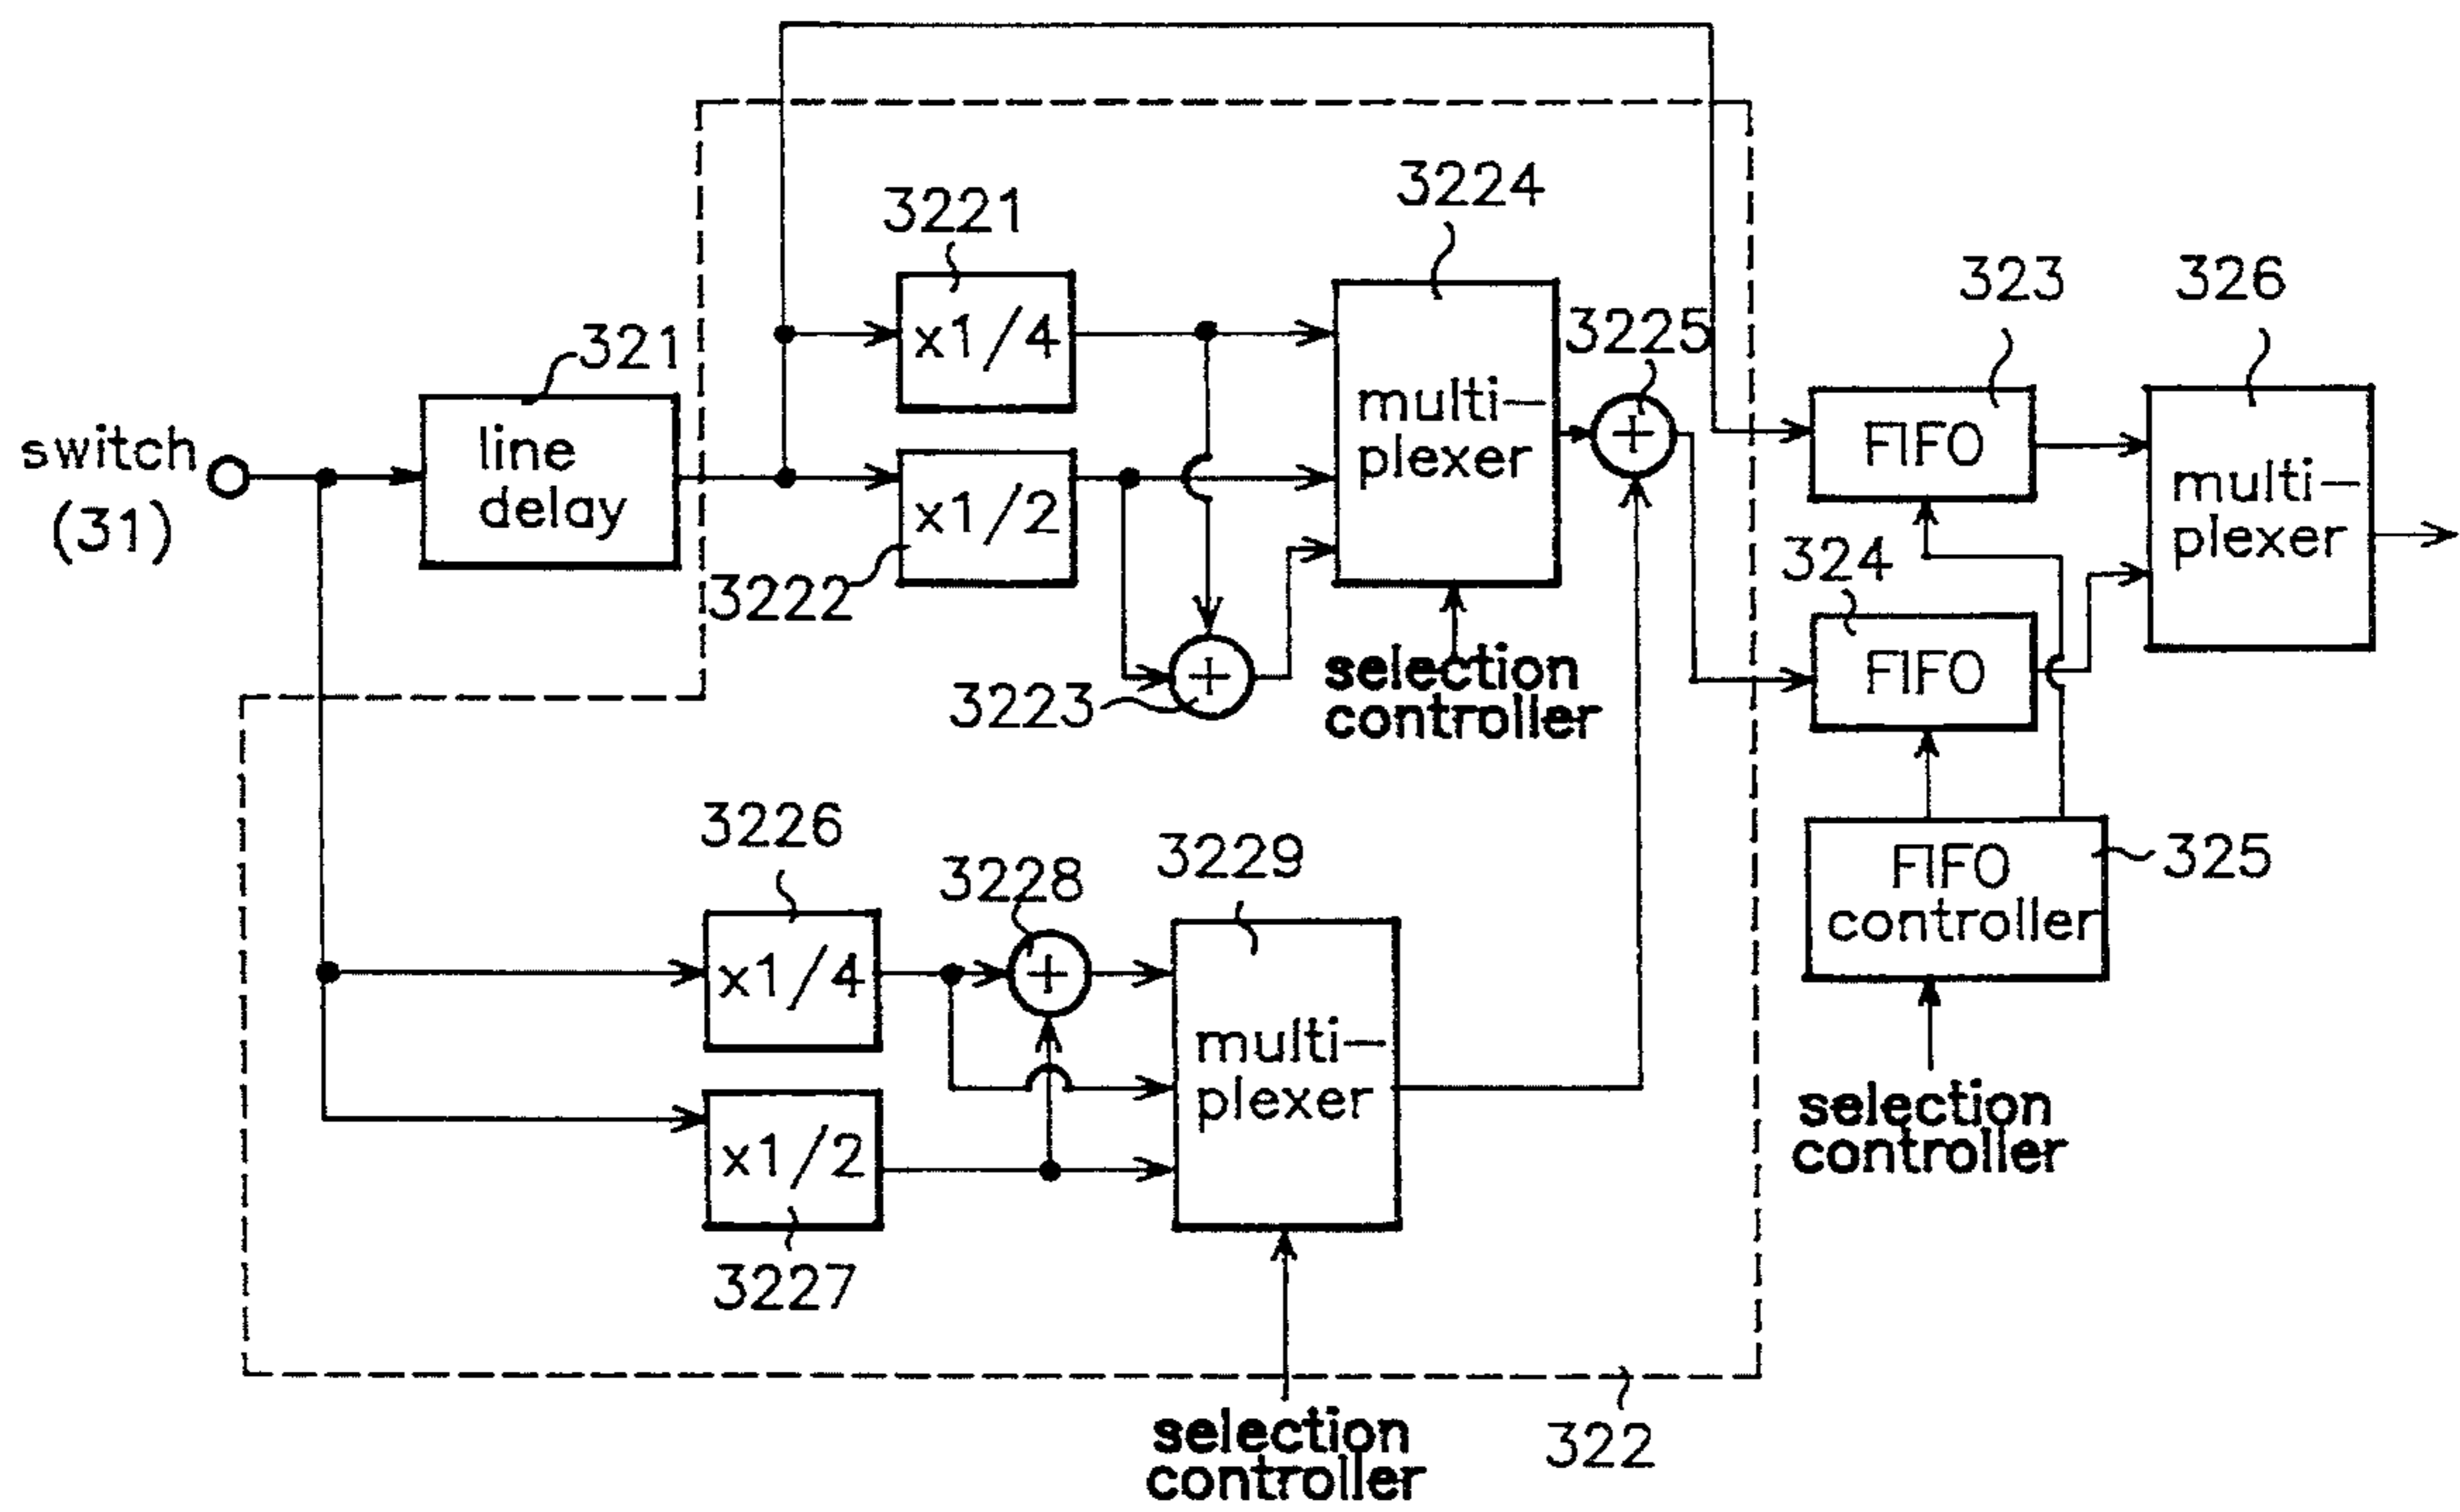 3224
3221
323
326
3225
321
x1/4
multi-
plexer
switch
(31)
line
delay
FIFO
multi-
plexer
x1/2
3222
324
selection
controller
FIFO
3223
3226
3228
3229
FIFO
controller
325
x1/4
multi-
plexer
selection
controller
x1/2
3227
322
selection
controller